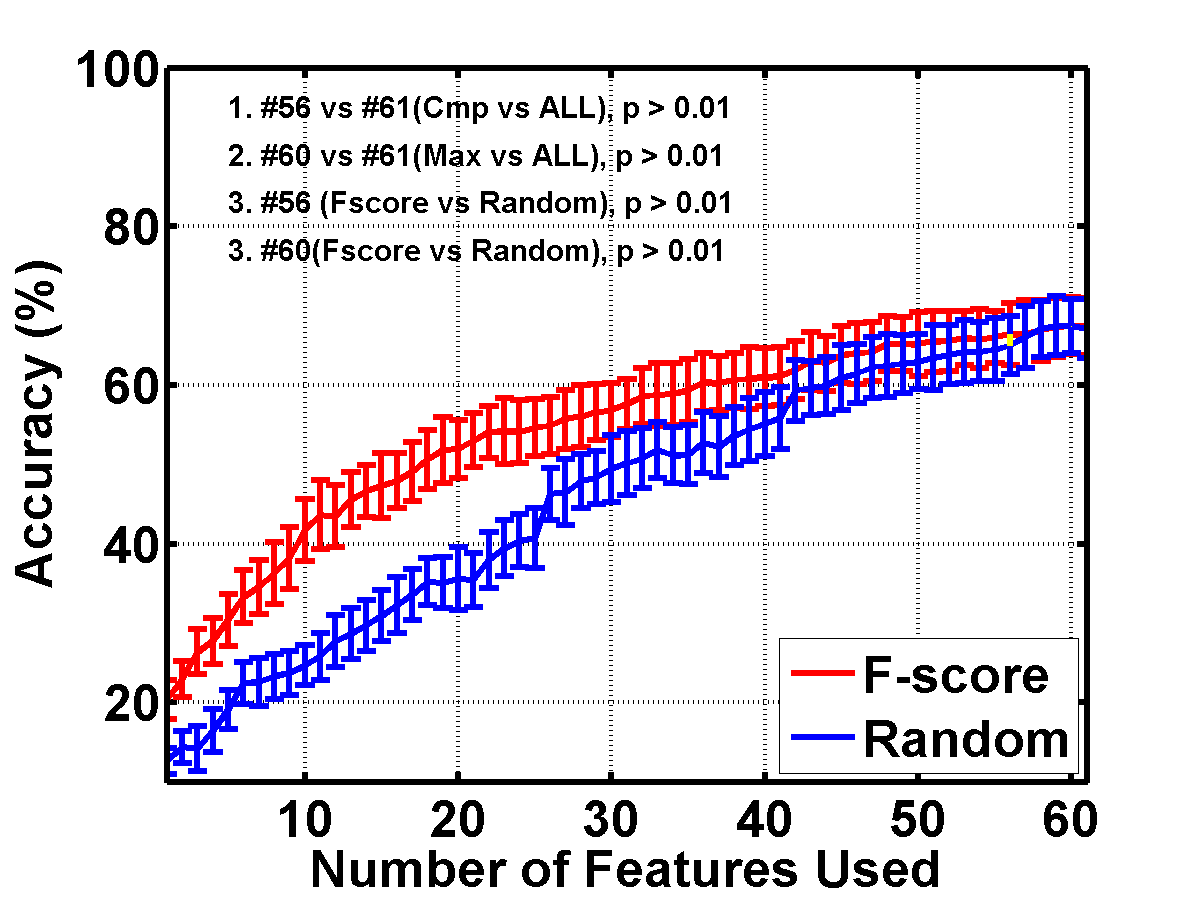 100
80
60
40
20
1. #56 vs #61(Cmp vs ALL), p > 0.01
2. #60 vs #61(Max vs ALL), p > 0.01
3. #56 (Fscore vs Random), p > 0.01
3. #60(Fscore vs Random), p > 0.01
Accuracy (%)
F-score
Random
10 20 30 40 50 60
Number of Features Used